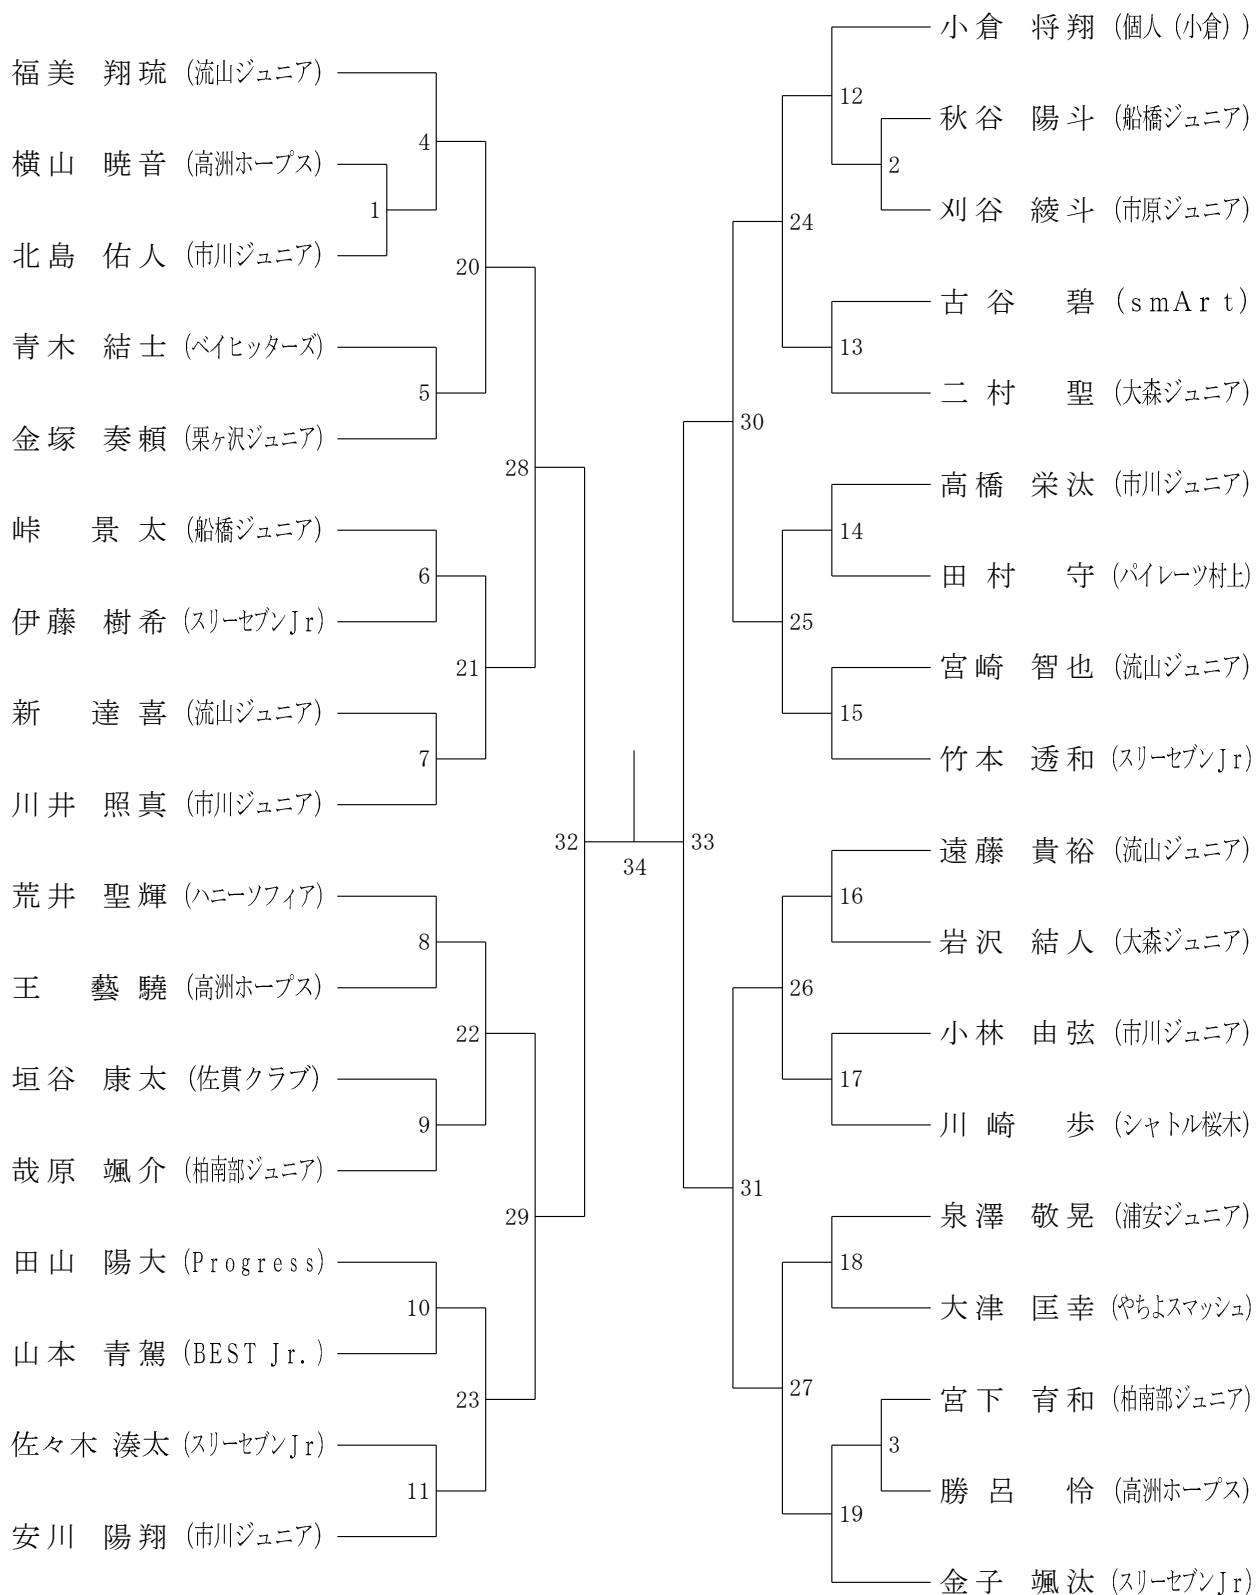 福美 翔琉 (流山ジュニア)
横山 暁音 (高洲ホープス)
北島 佑人 (市川ジュニア)
青木 結士 (ベイヒッターズ)
金塚 奏頼 (栗ヶ沢ジュニア)
峠 景太 (船橋ジュニア)
伊藤 樹希 (スリーセブンJr)
新 達喜 (流山ジュニア)
川井 照真 (市川ジュニア)
荒井 聖輝 (ハニーソフィア)
王 藝驍 (高洲ホープス)
垣谷 康太 (佐貫クラブ)
哉原 颯介 (柏南部ジュニア)
田山 陽大 (Progress)
山本 青篤 (BEST Jr.)
佐々木 湊太 (スリーセブンJr)
安川 陽翔 (市川ジュニア)
1
4
5
6
7
8
9
10
11
20
21
22
23
28
29
32
34
33
30
31
24
25
26
27
12
2
13
14
15
16
17
18
3
19
小倉 将翔 (個人（小倉）)
秋谷 陽斗 (船橋ジュニア)
刈谷 綾斗 (市原ジュニア)
古谷 碧 (smArt)
二村 聖 (大森ジュニア)
高橋 栄汰 (市川ジュニア)
田村 守 (パイレーツ村上)
宮崎 智也 (流山ジュニア)
竹本 透和 (スリーセブンJr)
遠藤 貴裕 (流山ジュニア)
岩沢 結人 (大森ジュニア)
小林 由弦 (市川ジュニア)
川崎 歩 (シャトル桜木)
泉澤 敬晃 (浦安ジュニア)
大津 匡幸 (やちよスマッシュ)
宮下 育和 (柏南部ジュニア)
勝呂 怜 (高洲ホープス)
金子 颯汰 (スリーセブンJr)